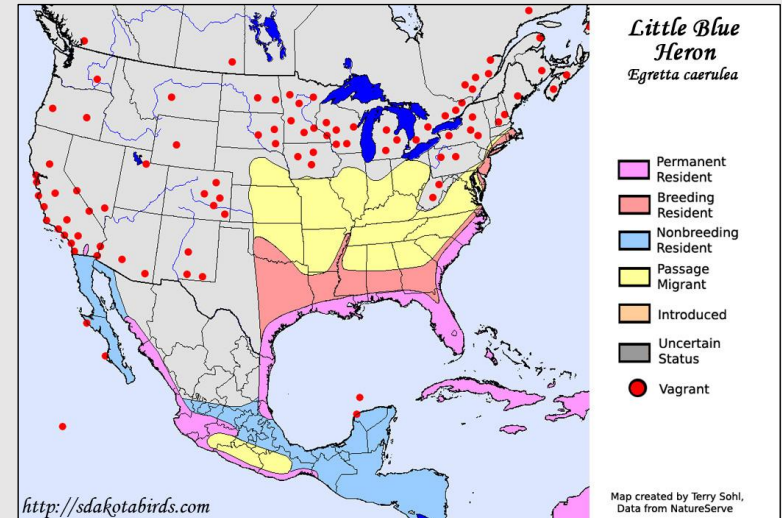 Little Blue
Heron
Egretta caerulea
Permanent
Resident
Breeding
Resident
Nonbreeding
Resident
Passage
Migrant
Introduced
Uncertain
Status
Vagrant
Map created by Terry Sohl,
Data from NatureServe
http://sdakotabirds.com